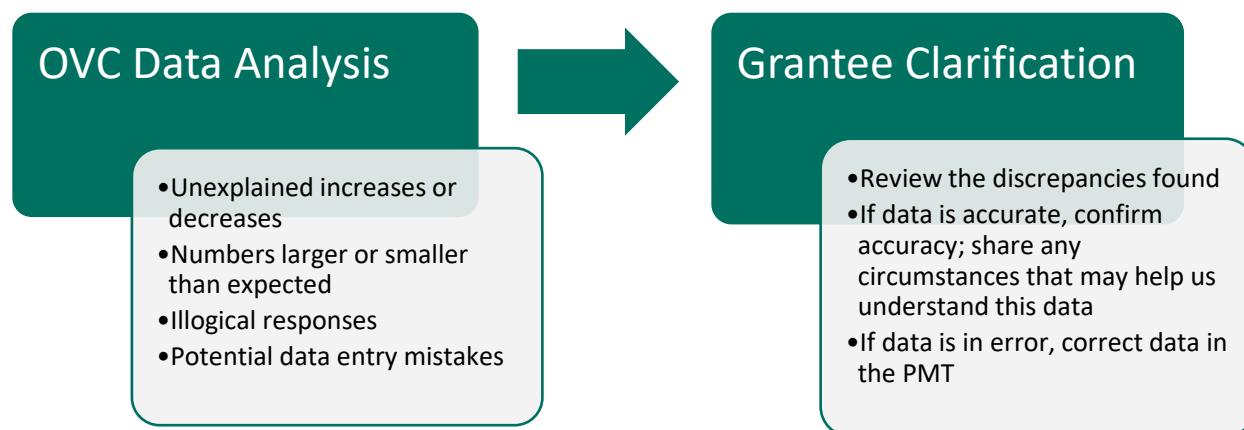 OVC Data Analysis
•Unexplained increases or
decreases
•Numbers larger or smaller
than expected
•Illogical responses
•Potential data entry mistakes
Grantee Clarification
•Review the discrepancies found
•If data is accurate, confirm
accuracy; share any
circumstances that may help us
understand this data
•If data is in error, correct data in
the PMT